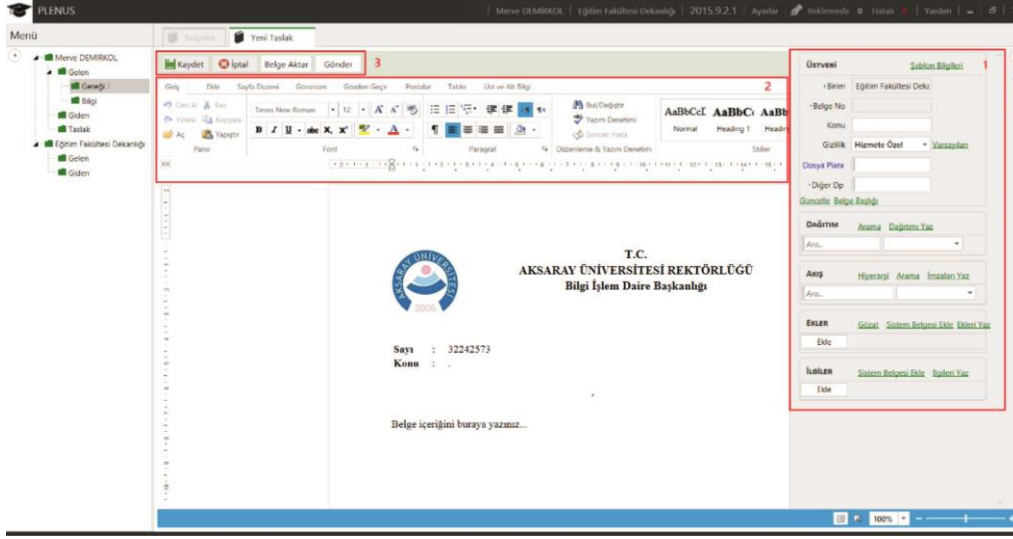 PLENUS
Merve DEMİRKOL | Eğitim Fakültesi Dekanlığı | 2015.9.2.1 | Ayarlar Beklemede 0 Hatalı Yardım
Menü
Belgeler Yeni Taslak
Merve DEMİRKOL
Gelen
Gereği
Bilgi
Giden
Taslak
Eğitim Fakültesi Dekanlığı
Gelen
Giden
Kaydet İptal Belge Aktar Gönder 3
Giriş Ekle Sayfa Düzeni Görünüm Gözden Geçir Postalar Tablo Üst ve Alt Bilgi 2
Geri Al Kes
Yinele Kopyala
Aç Yapıştır
Pano
Times New Roman 12
B I U abc X, X'
Font
Paragraf
Bul/Değiştir
Yazım Denetimi
Sonraki Hata
Düzenleme & Yazım Denetim
AaBbCcI AaBbC AaBb
Normal Heading 1 Headin
Stiller
AKSARAY ÜNİVERSİTESİ
2006
T.C.
AKSARAY ÜNİVERSİTESİ REKTÖRLÜĞÜ
Bilgi İşlem Daire Başkanlığı
Sayı : 32242573
Konu : .
Belge içeriğini buraya yazınız...
ÜSTVERİ Şablon Bilgileri 1
Birim Eğitim Fakültesi Deka
Belge No
Konu
Gizlilik Hizmete Özel Varsayılan
Dosya Planı
Diğer Dp
Güncelle Belge Başlığı
DAĞITIM Arama Dağıtımı Yaz
Ara...
AKIŞ Hiyerarşi Arama İmzaları Yaz
Ara...
EKLER Gözat Sistem Belgesi Ekle Ekleri Yaz
Ekle
İLGİLER Sistem Belgesi Ekle İlgileri Yaz
Ekle
100%